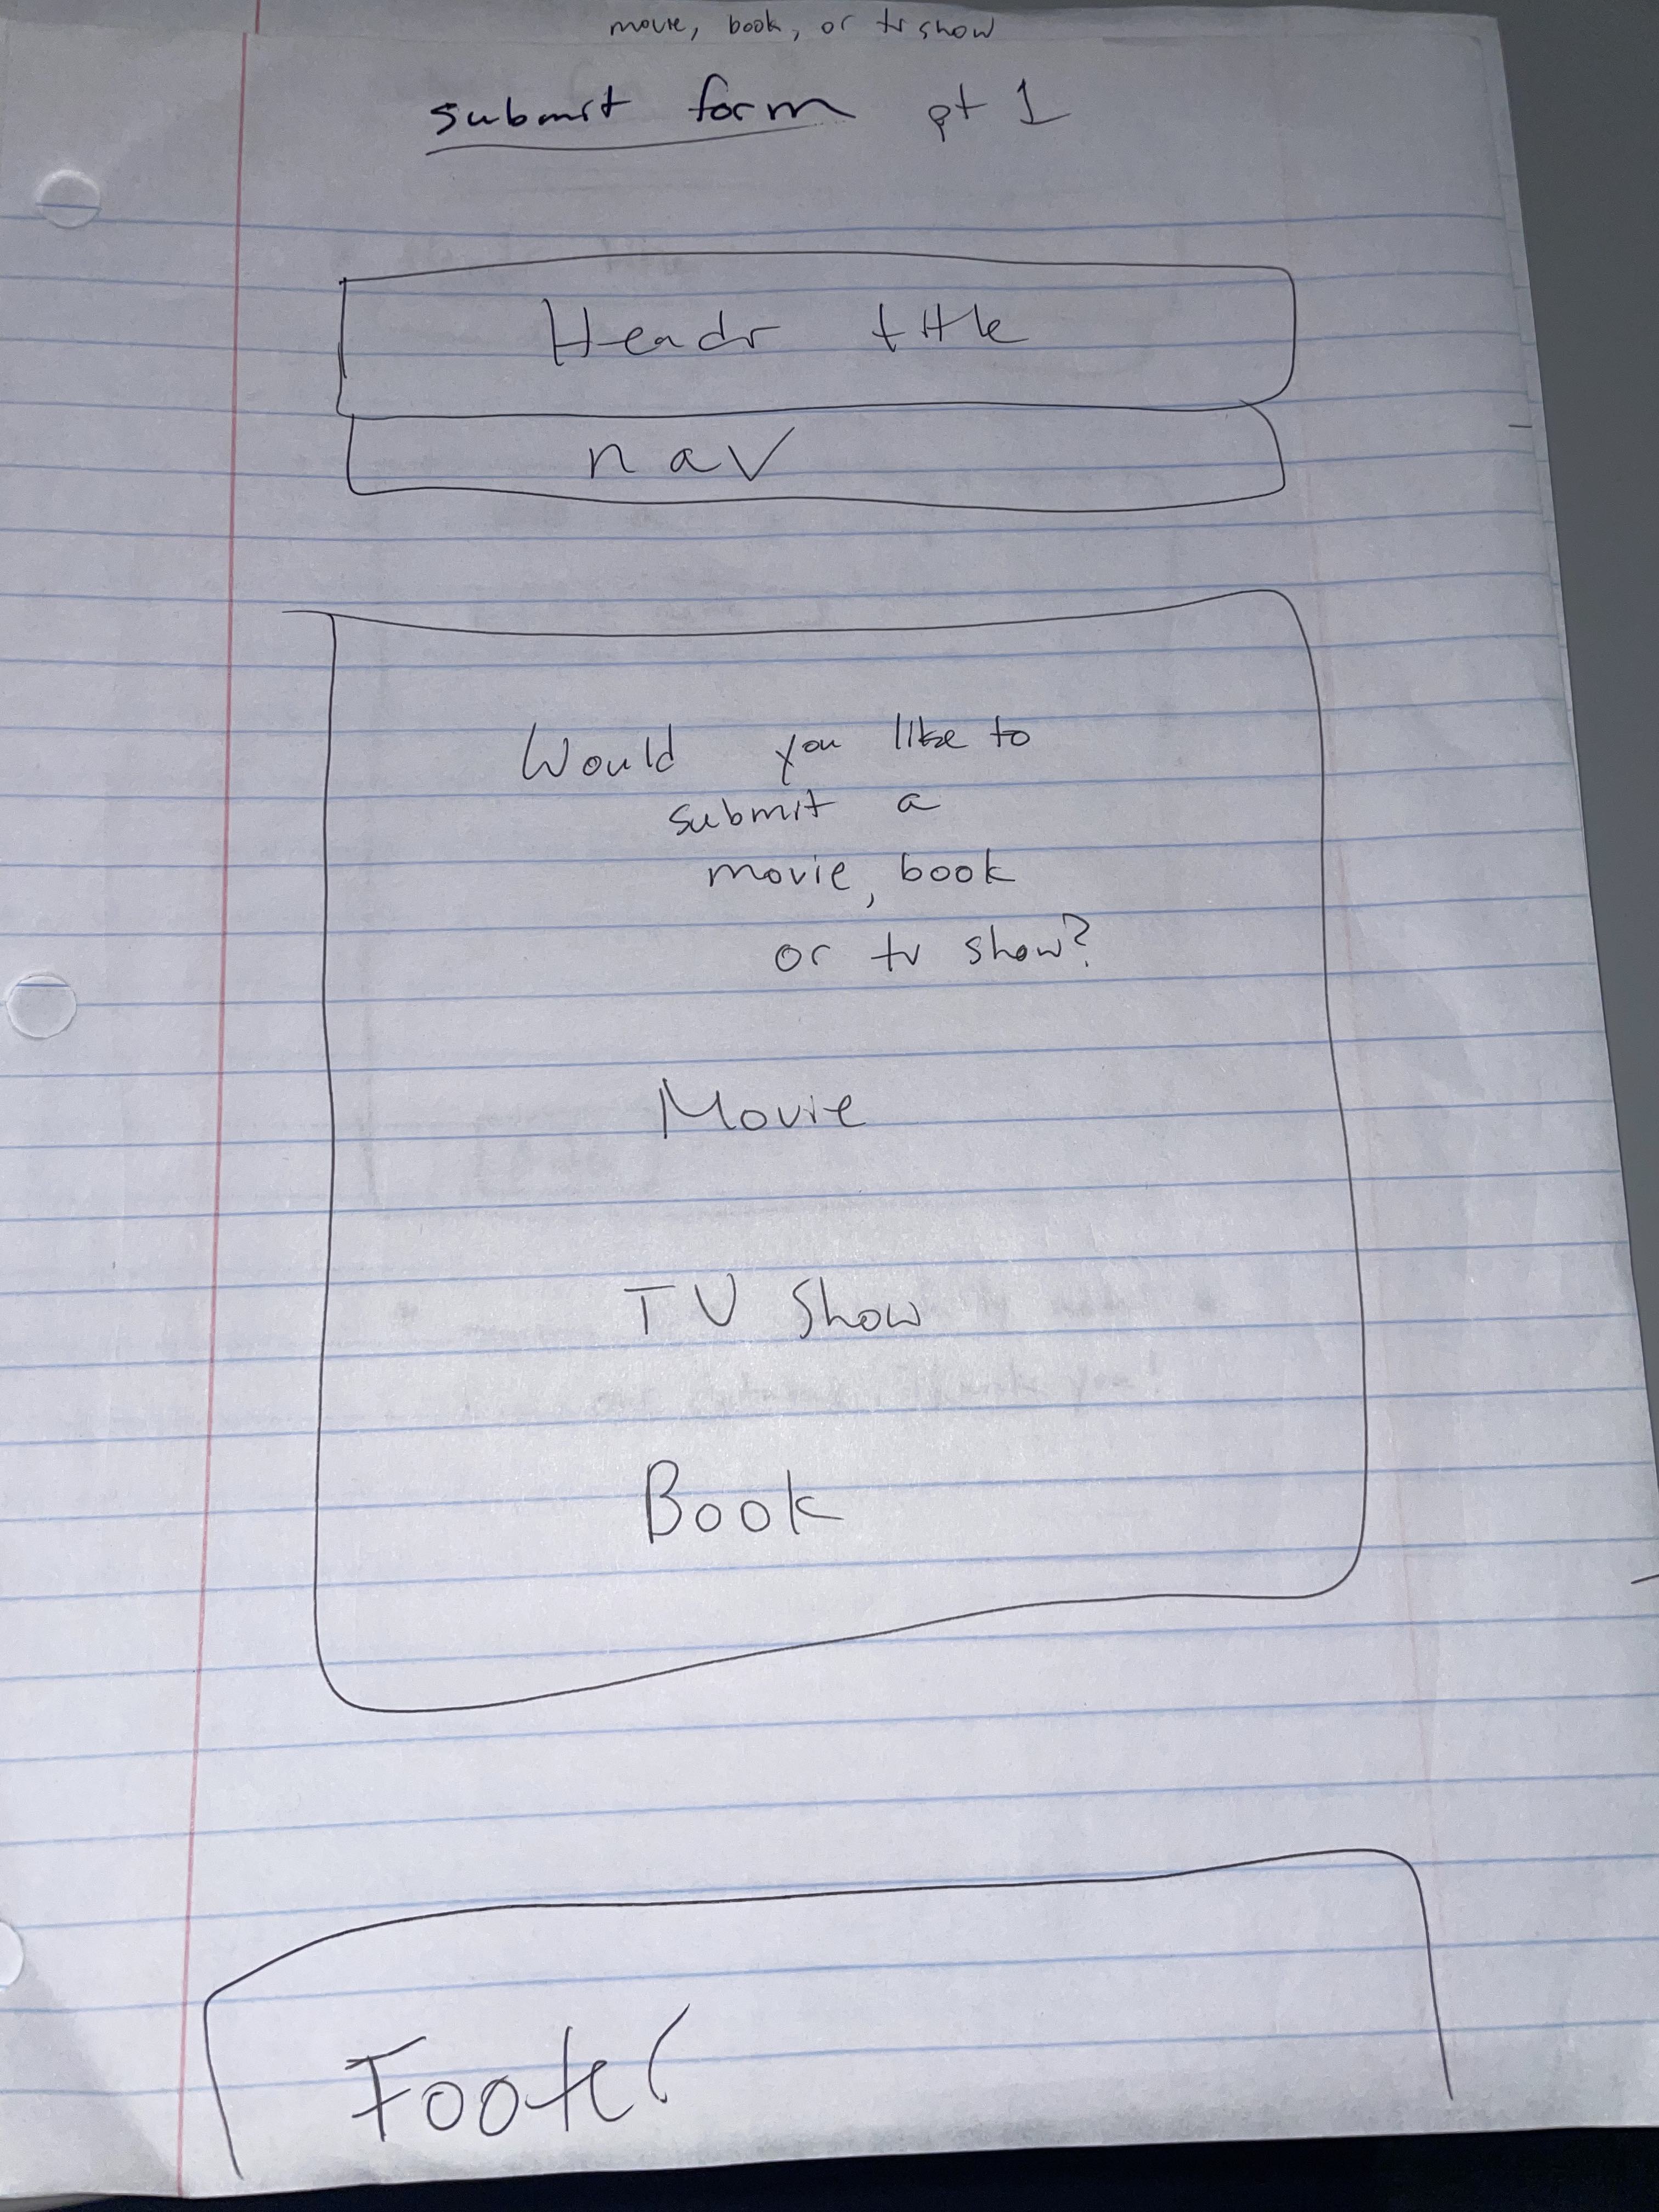 movie, book, or tv show
submit form pt 1
Header title
nav
Would you like to
submit a
movie, book
or tv show?
Movie
TV Show
Book
Footer